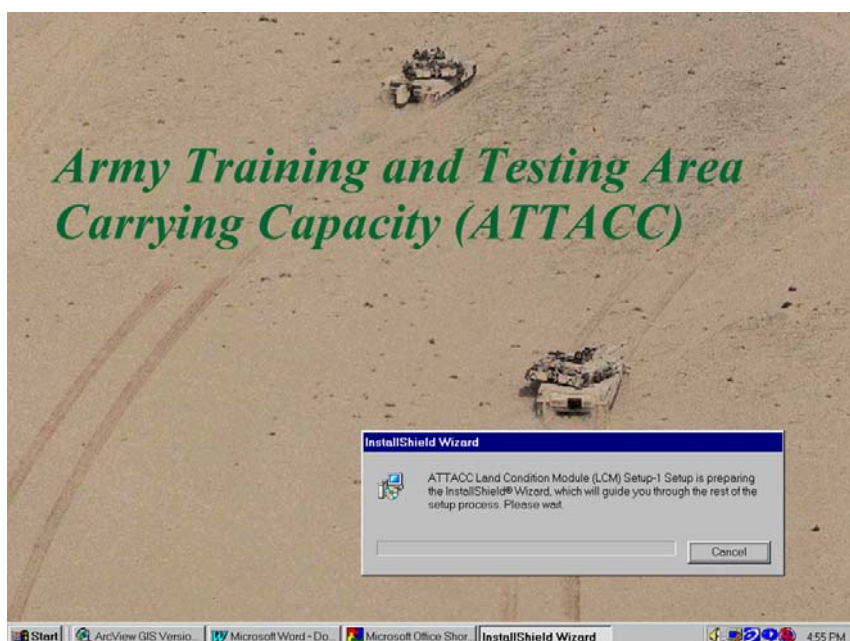 Army Training and Testing Area
Carrying Capacity (ATTACC)
InstallShield Wizard
ATTACC Land Condition Module (LCM) Setup-1 Setup is preparing
the InstallShield® Wizard, which will guide you through the rest of the
setup process. Please wait.
Cancel
Start
ArcView GIS Versio...
Microsoft Word - Do...
Microsoft Office Shor...
InstallShield Wizard
4:55 PM